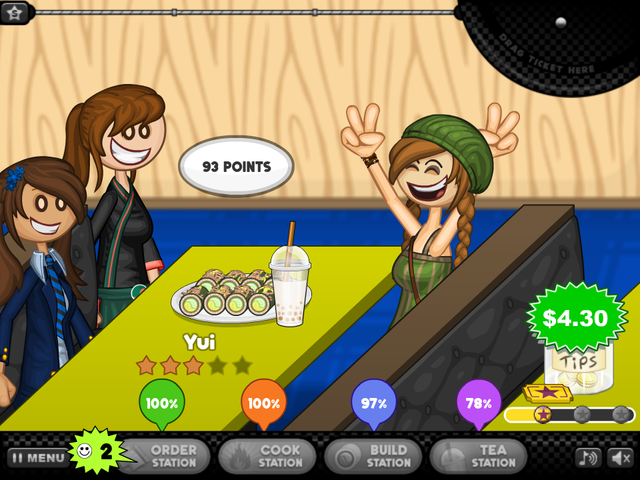 DRAG TICKET HERE
93 POINTS
$4.30
TIPS
Yui
100%
100%
97%
78%
MENU
2
ORDER STATION
COOK STATION
BUILD STATION
TEA STATION